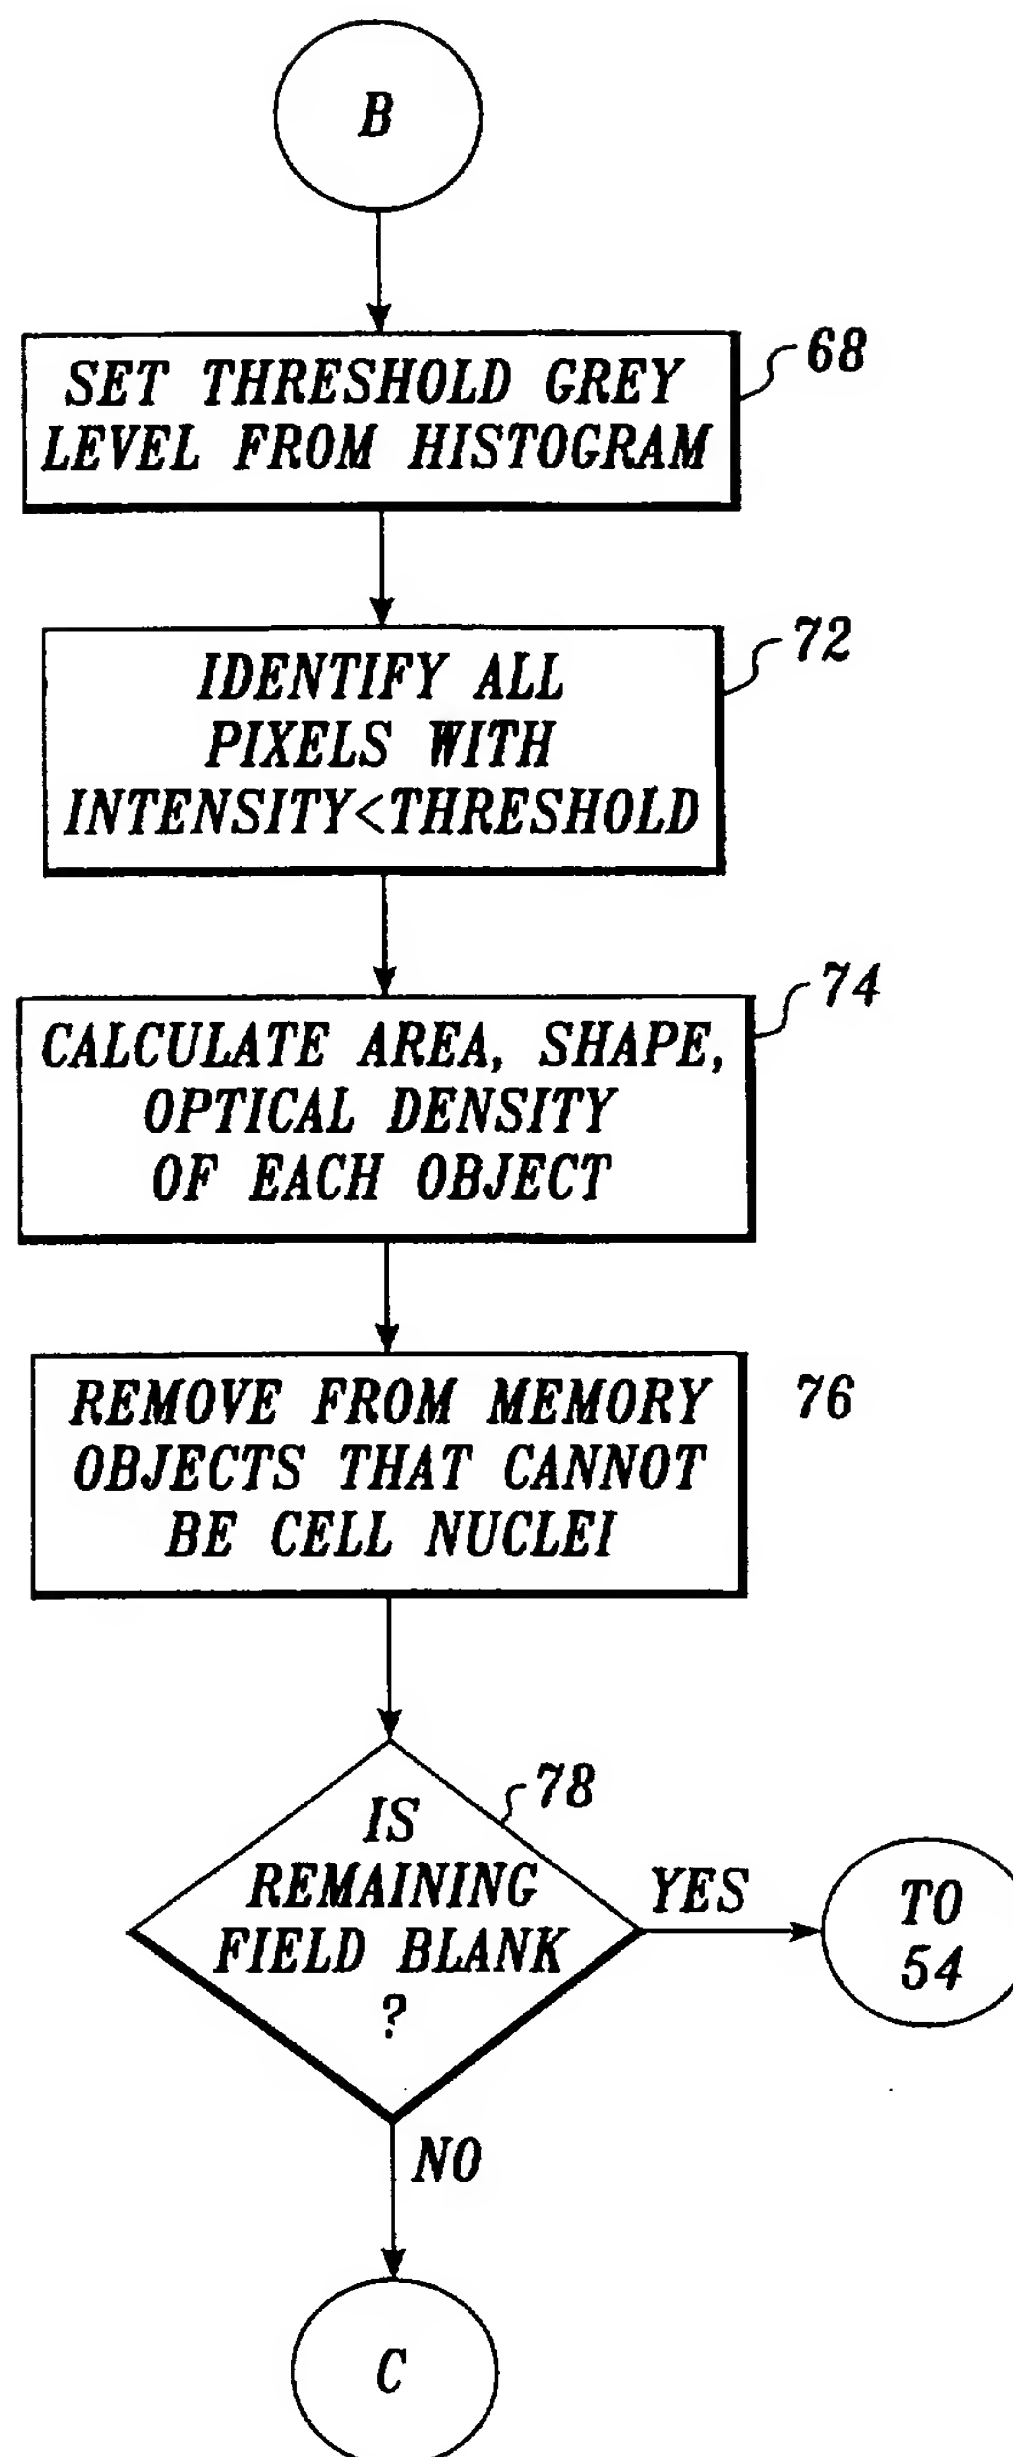 B
68
SET THRESHOLD GREY
LEVEL FROM HISTOGRAM
72
IDENTIFY ALL
PIXELS WITH
INTENSITY<THRESHOLD
74
CALCULATE AREA, SHAPE,
OPTICAL DENSITY
OF EACH OBJECT
76
REMOVE FROM MEMORY
OBJECTS THAT CANNOT
BE CELL NUCLEI
78
IS
REMAINING
FIELD BLANK
?
YES
TO
54
NO
C